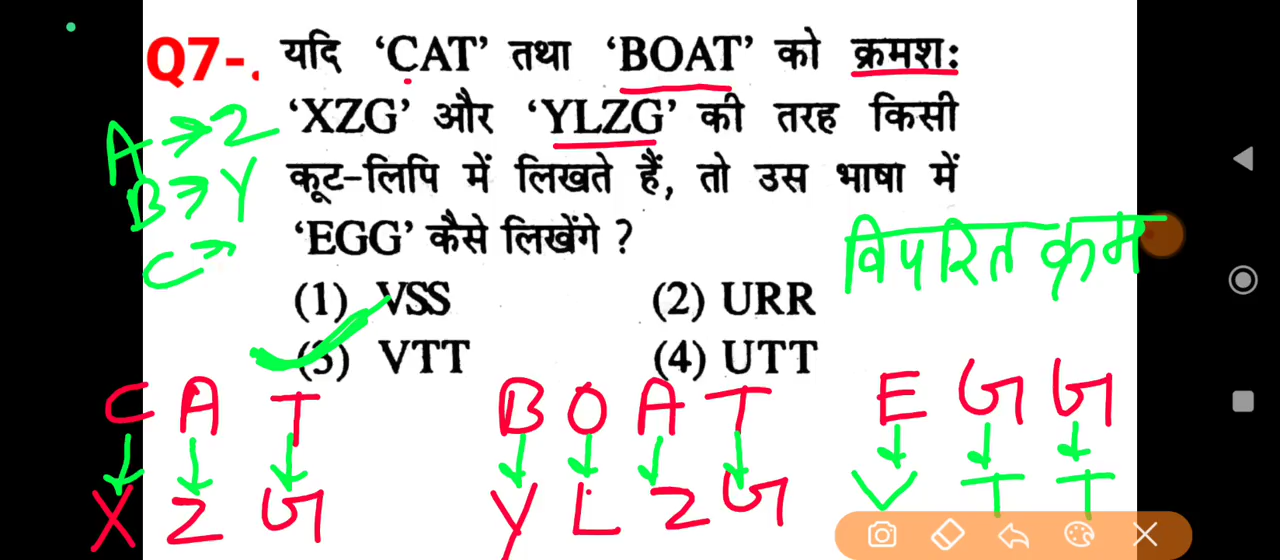 Q7-. यदि 'CAT' तथा 'BOAT' को क्रमश:
'XZG' और 'YLZG' की तरह किसी
कूट-लिपि में लिखते हैं, तो उस भाषा में
'EGG' कैसे लिखेंगे ?
(1) VSS (2) URR
(3) VTT (4) UTT
A → Z
B → Y
C →
विपरित क्रम
C A T B O A T E G G
X Z G Y L Z G V T T